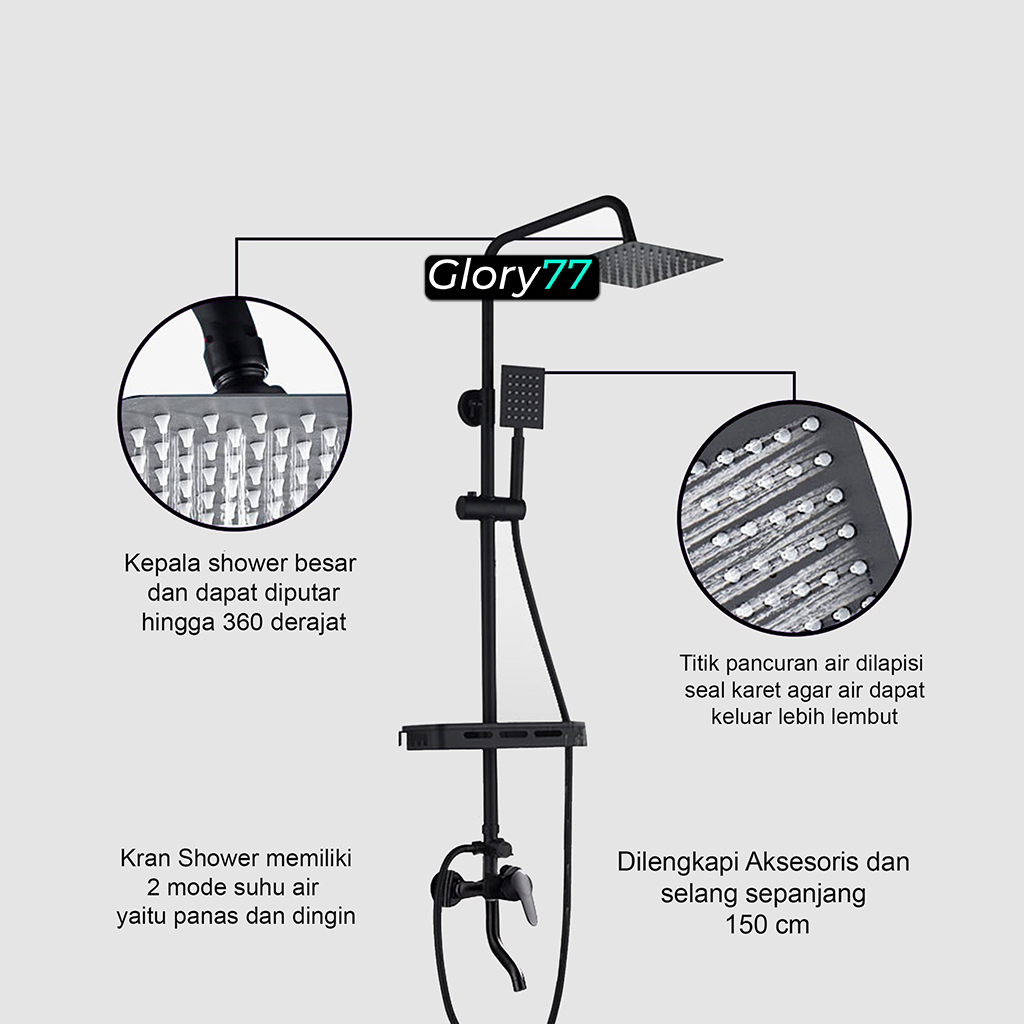 Glory77
Kepala shower besar
dan dapat diputar
hingga 360 derajat
Titik pancuran air dilapisi
seal karet agar air dapat
keluar lebih lembut
Kran Shower memiliki
2 mode suhu air
yaitu panas dan dingin
Dilengkapi Aksesoris dan
selang sepanjang
150 cm